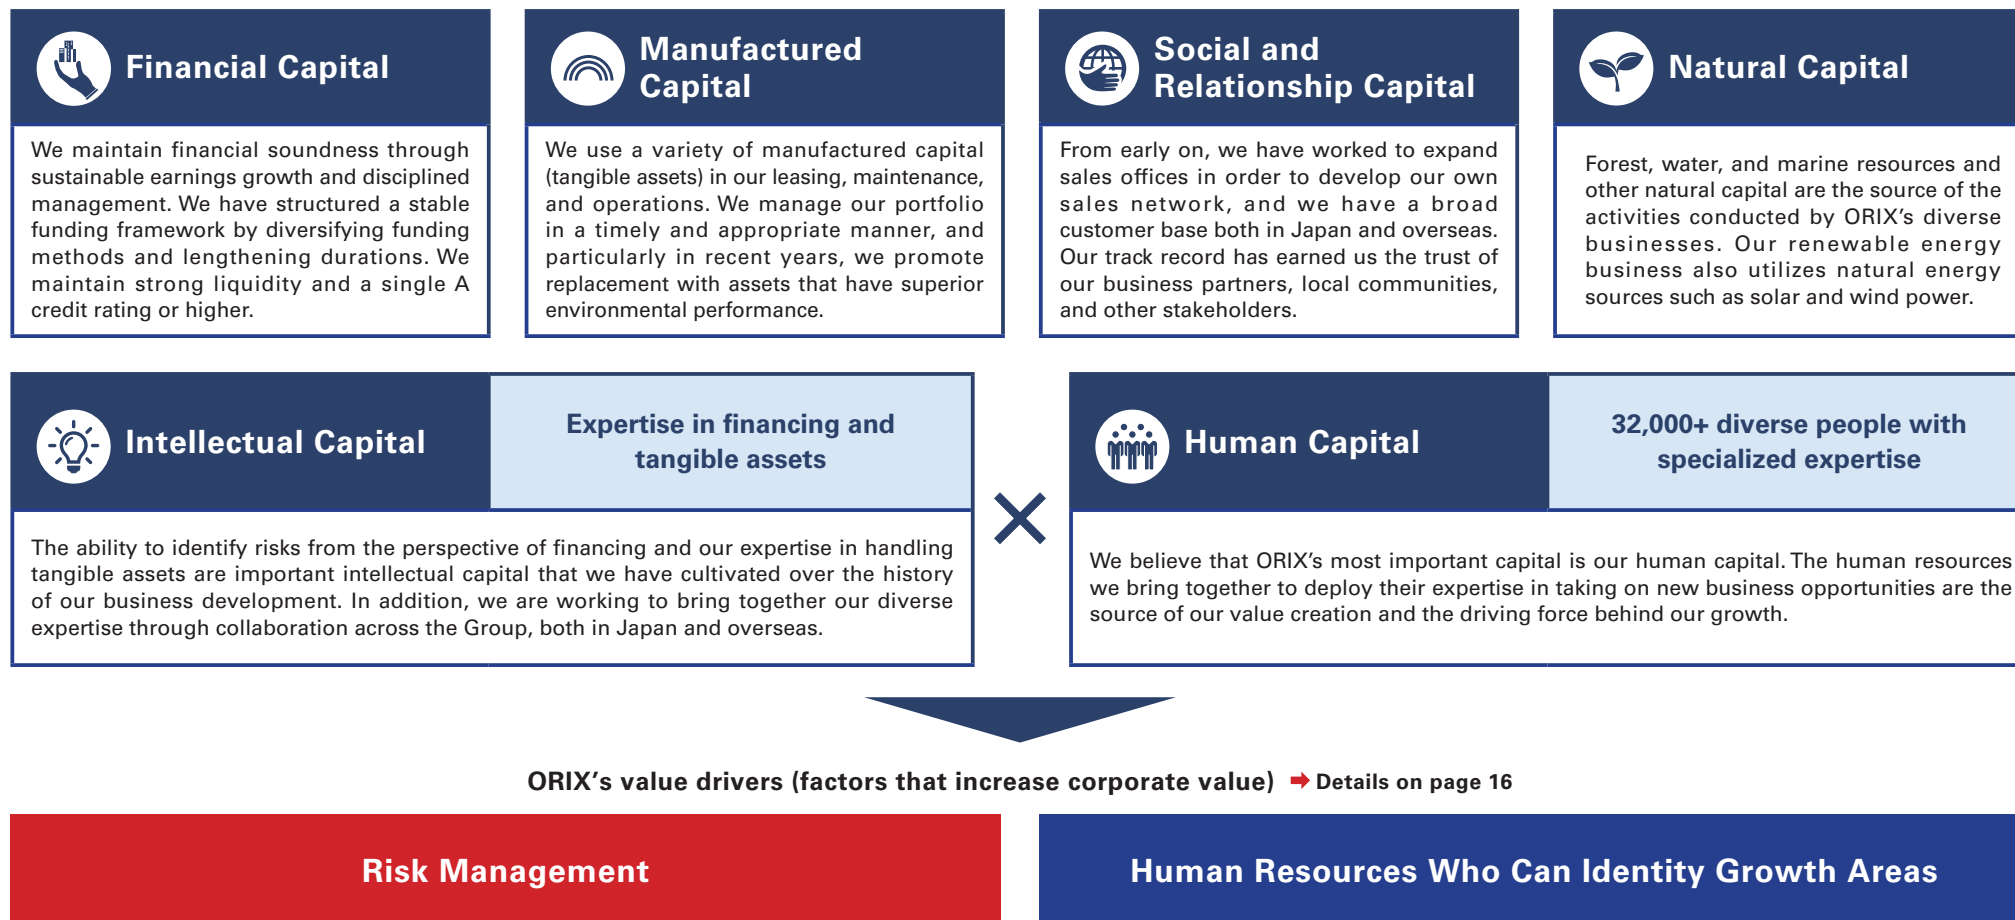 Financial Capital
We maintain financial soundness through
sustainable earnings growth and disciplined
management. We have structured a stable
funding framework by diversifying funding
methods and lengthening durations. We
maintain strong liquidity and a single A
credit rating or higher.
Manufactured
Capital
We use a variety of manufactured capital
(tangible assets) in our leasing, maintenance,
and operations. We manage our portfolio
in a timely and appropriate manner, and
particularly in recent years, we promote
replacement with assets that have superior
environmental performance.
Social and
Relationship Capital
From early on, we have worked to expand
sales offices in order to develop our own
sales network, and we have a broad
customer base both in Japan and overseas.
Our track record has earned us the trust of
our business partners, local communities,
and other stakeholders.
Natural Capital
Forest, water, and marine resources and
other natural capital are the source of the
activities conducted by ORIX’s diverse
businesses. Our renewable energy
business also utilizes natural energy
sources such as solar and wind power.
Intellectual Capital
Expertise in financing and
tangible assets
The ability to identify risks from the perspective of financing and our expertise in handling
tangible assets are important intellectual capital that we have cultivated over the history
of our business development. In addition, we are working to bring together our diverse
expertise through collaboration across the Group, both in Japan and overseas.
×
Human Capital
32,000+ diverse people with
specialized expertise
We believe that ORIX’s most important capital is our human capital. The human resources
we bring together to deploy their expertise in taking on new business opportunities are the
source of our value creation and the driving force behind our growth.
ORIX’s value drivers (factors that increase corporate value) ➡ Details on page 16
Risk Management
Human Resources Who Can Identity Growth Areas